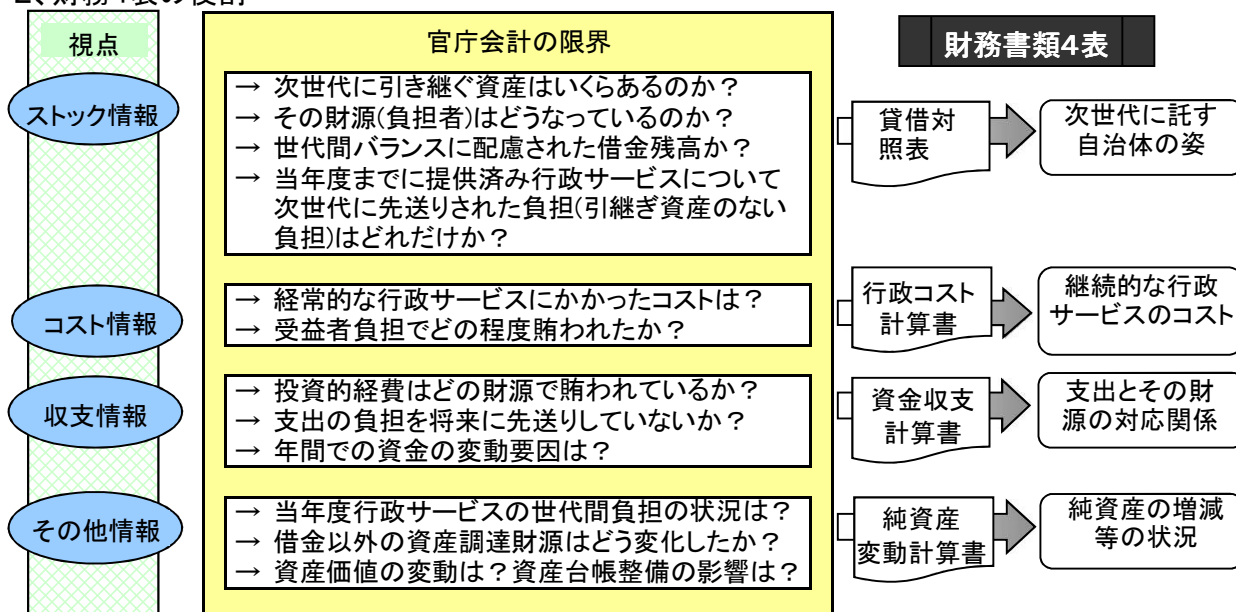 2、財務4表の役割
視点
官庁会計の限界
財務書類4表
ストック情報
→ 次世代に引き継ぐ資産はいくらあるのか？
→ その財源(負担者)はどうなっているのか？
→ 世代間バランスに配慮された借金残高か？
→ 当年度までに提供済み行政サービスについて
次世代に先送りされた負担(引継ぎ資産のない
負担)はどれだけか？
貸借対
照表
次世代に託す
自治体の姿
コスト情報
→ 経常的な行政サービスにかかったコストは？
→ 受益者負担でどの程度賄われたか？
行政コスト
計算書
継続的な行政
サービスのコスト
収支情報
→ 投資的経費はどの財源で賄われているか？
→ 支出の負担を将来に先送りしていないか？
→ 年間での資金の変動要因は？
資金収支
計算書
支出とその財
源の対応関係
その他情報
→ 当年度行政サービスの世代間負担の状況は？
→ 借金以外の資産調達財源はどう変化したか？
→ 資産価値の変動は？資産台帳整備の影響は？
純資産
変動計算書
純資産の増減
等の状況